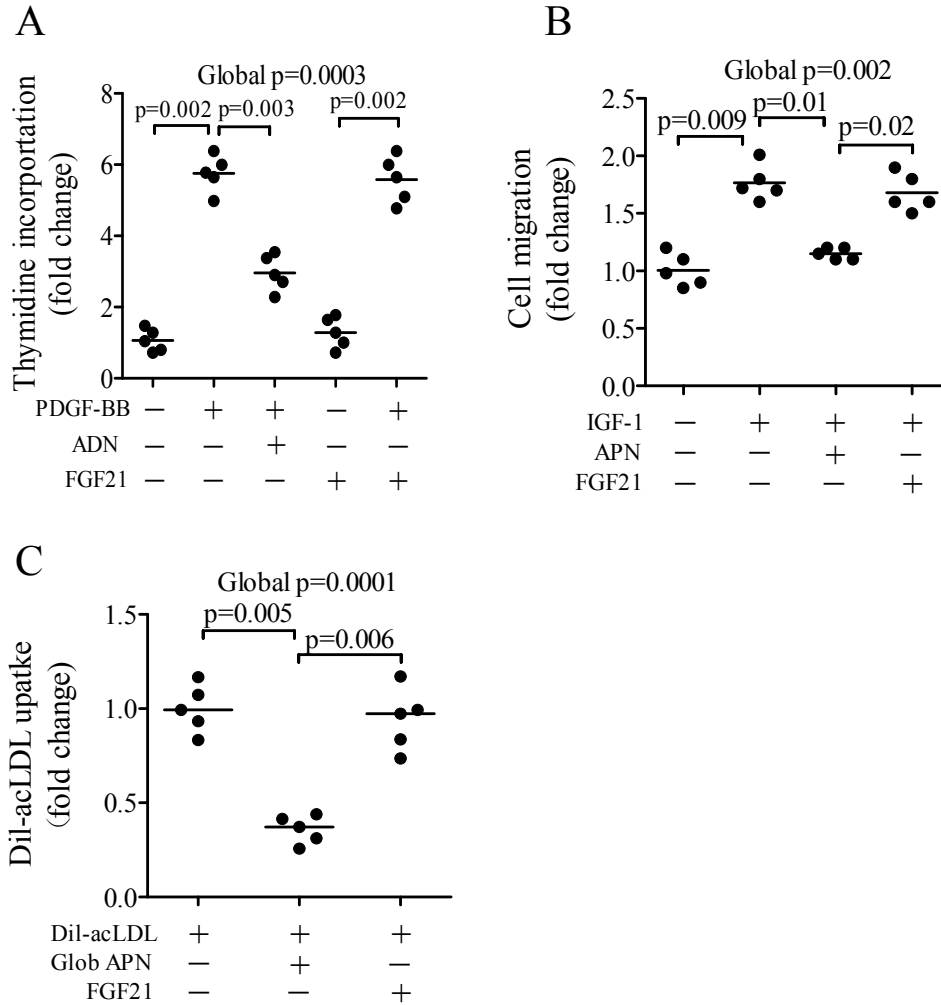 A
Global p=0.0003
p=0.002
p=0.003
p=0.002
Thymidine incorportation
(fold change)
8
6
4
2
0
PDGF-BB — + + — +
ADN — — + — —
FGF21 — — — + +
B
Global p=0.002
p=0.01
p=0.009
p=0.02
Cell migration
(fold change)
2.5
2.0
1.5
1.0
0.5
0.0
IGF-1 — + + +
APN — — + —
FGF21 — — — +
C
Global p=0.0001
p=0.005
p=0.006
Dil-acLDL upatke
(fold change)
1.5
1.0
0.5
0.0
Dil-acLDL + + +
Glob APN — + —
FGF21 — — +